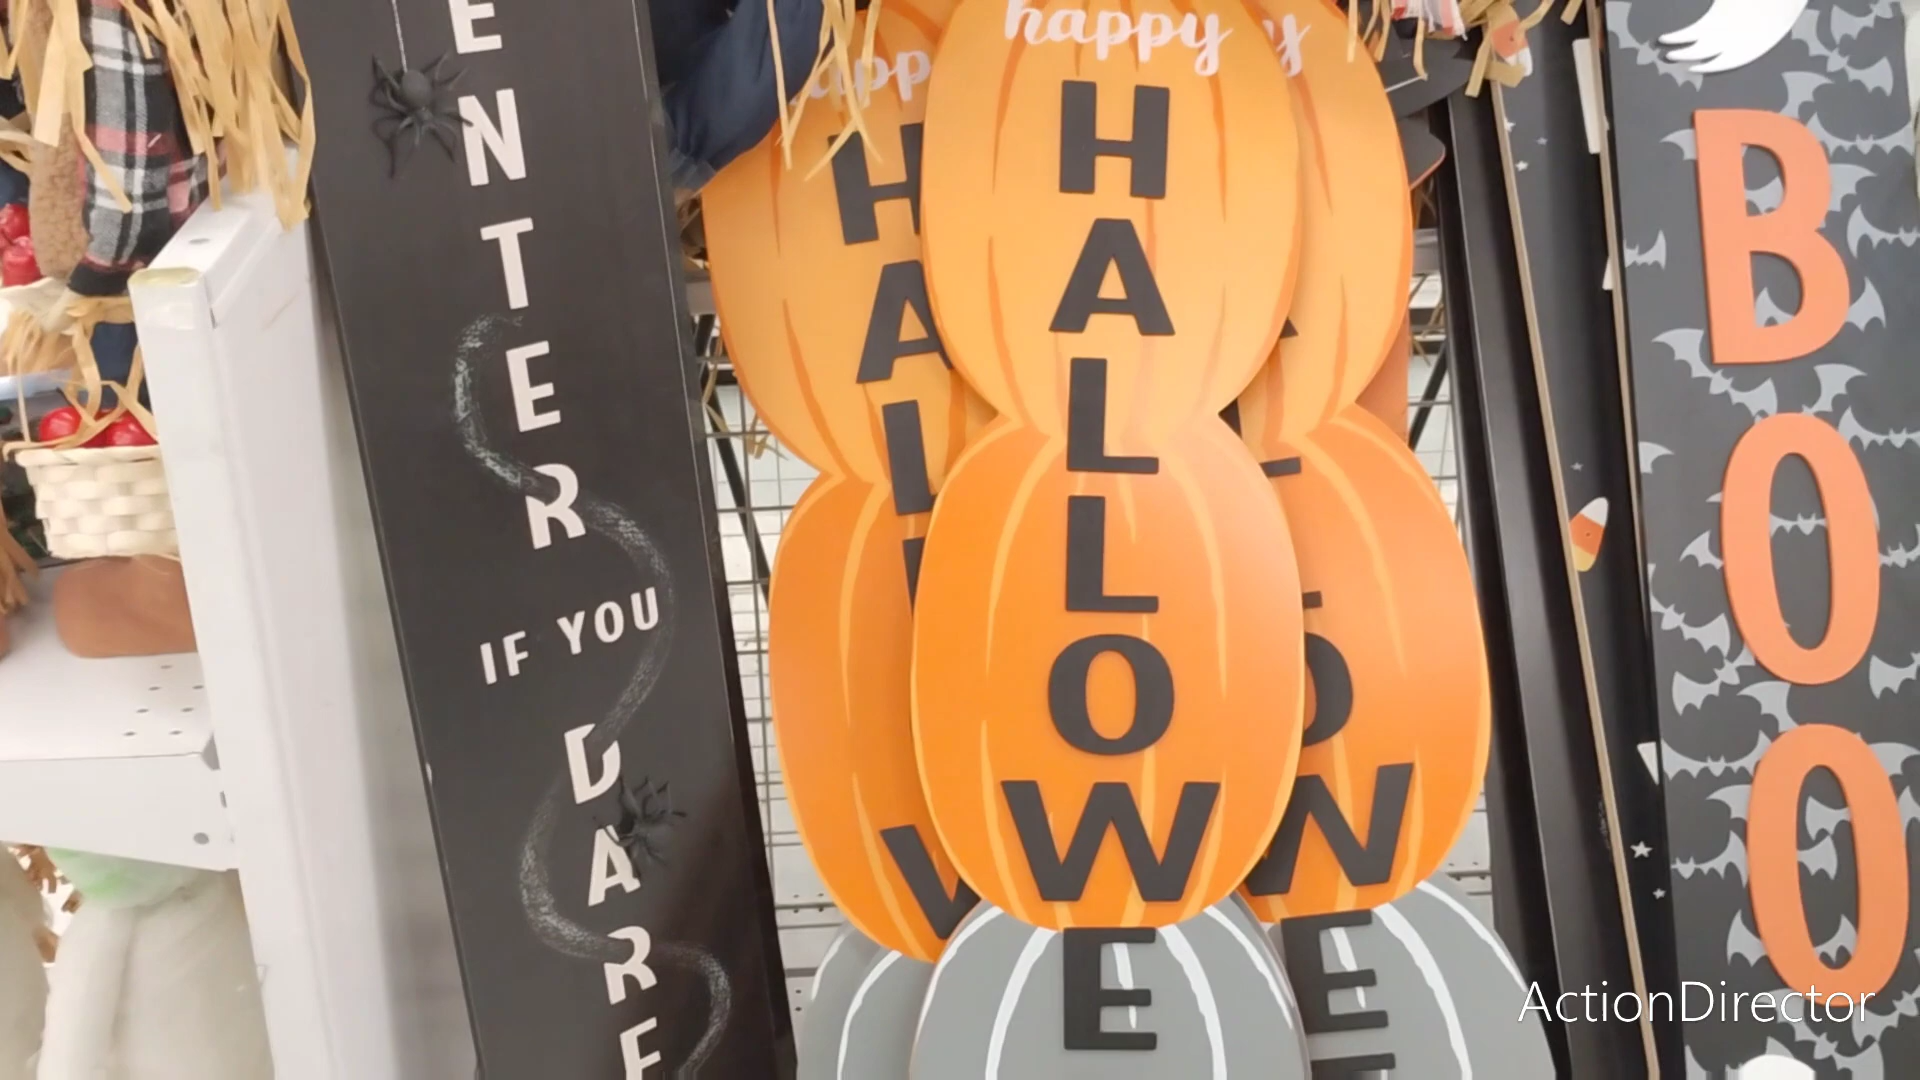 ENTER
IF YOU
DARE
happy
HALLOWE
BOO
ActionDirector